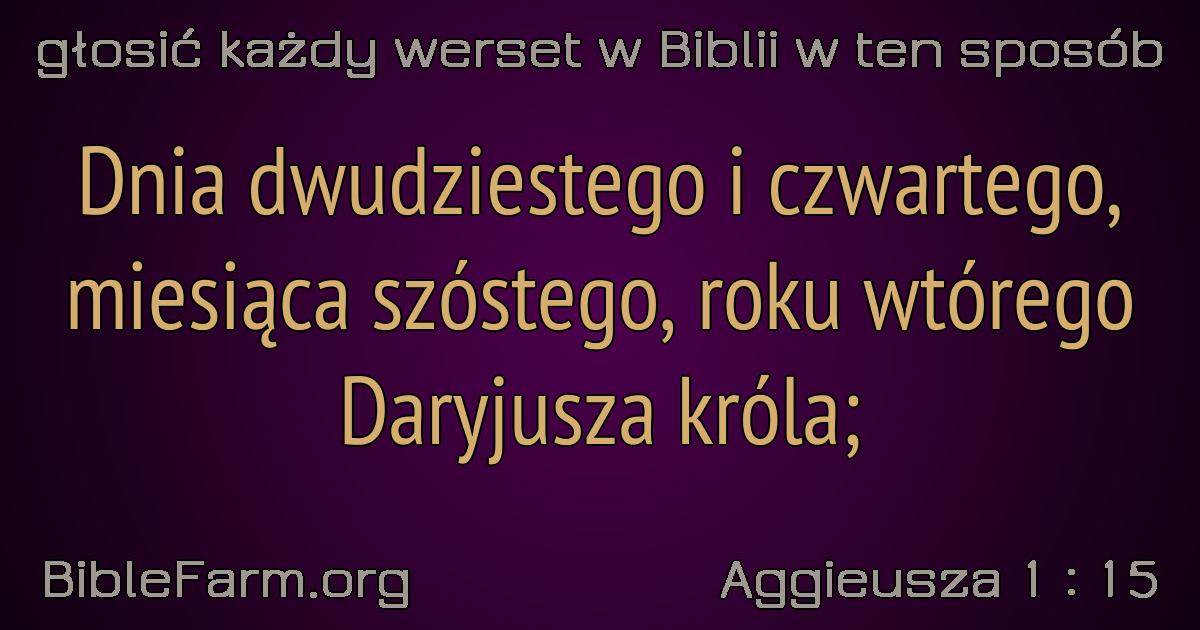 głosić każdy werset w Biblii w ten sposób
Dnia dwudziestego i czwartego,
miesiąca szóstego, roku wtórego
Daryjusza króla;
BibleFarm.org
Aggieusza 1 : 15